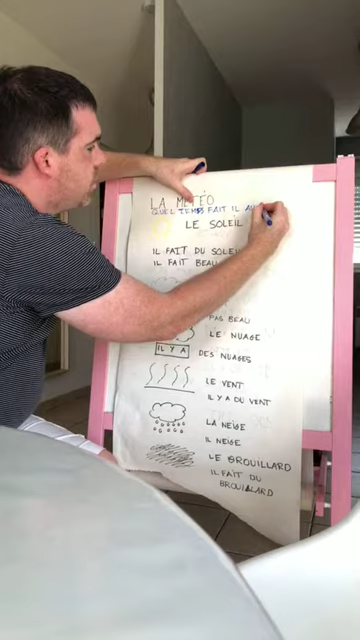 LA MÉTÉO
QUEL TEMPS FAIT IL AU
LE SOLEIL
IL FAIT DU SOLEIL
IL FAIT BEAU
PAS BEAU
LE NUAGE
IL Y A DES NUAGES
LE VENT
IL Y A DU VENT
LA NEIGE
IL NEIGE
LE BROUILLARD
IL FAIT DU
BROUILLARD